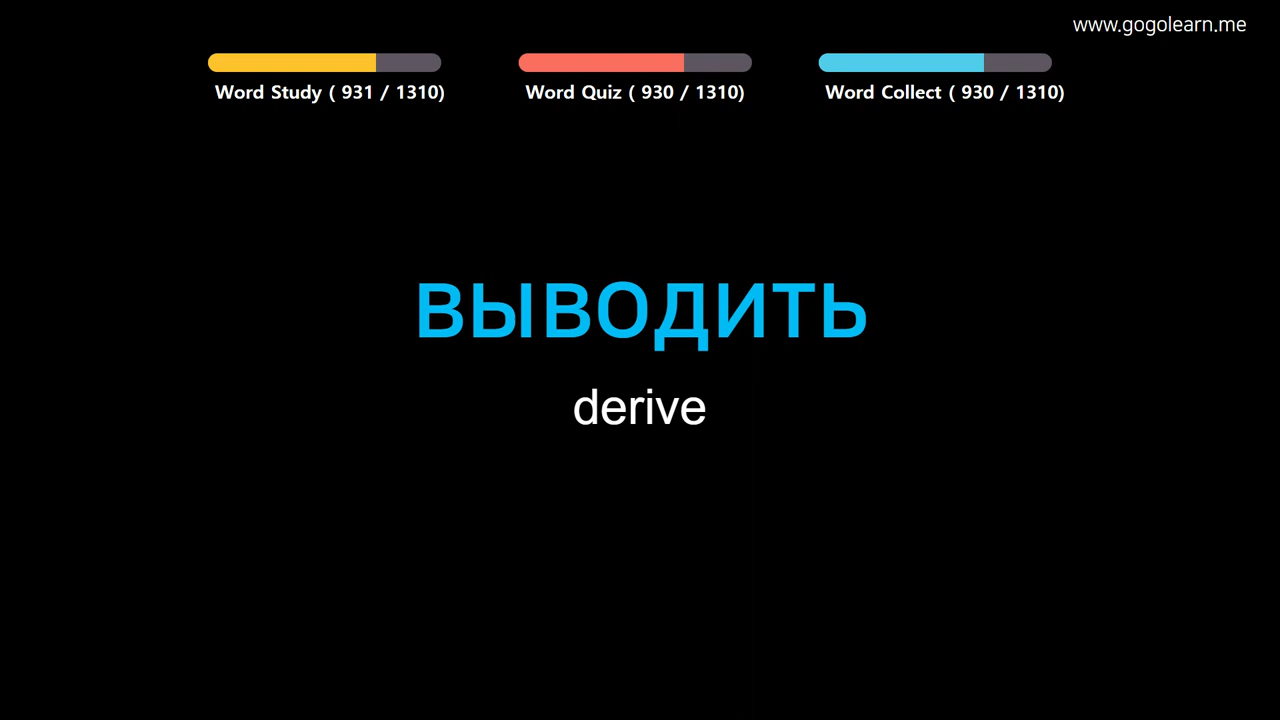 www.gogolearn.me
Word Study ( 931 / 1310)
Word Quiz ( 930 / 1310)
Word Collect ( 930 / 1310)
выводить
derive